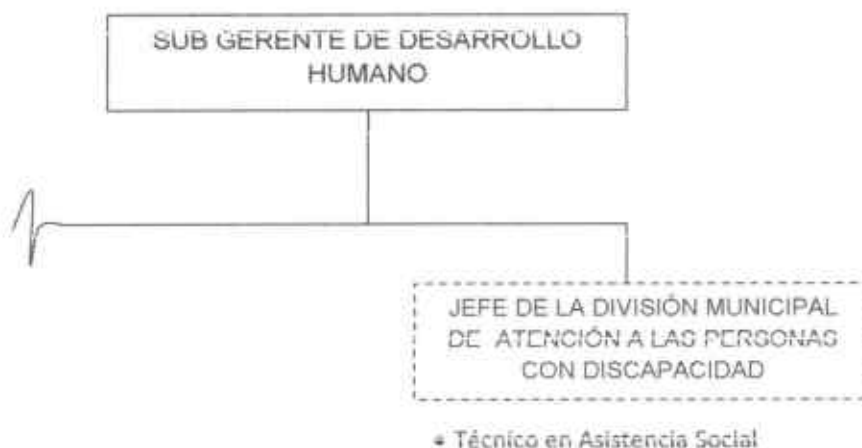 SUB GERENTE DE DESARROLLO
HUMANO
JEFE DE LA DIVISIÓN MUNICIPAL
DE ATENCIÓN A LAS PERSONAS
CON DISCAPACIDAD
• Técnico en Asistencia Social